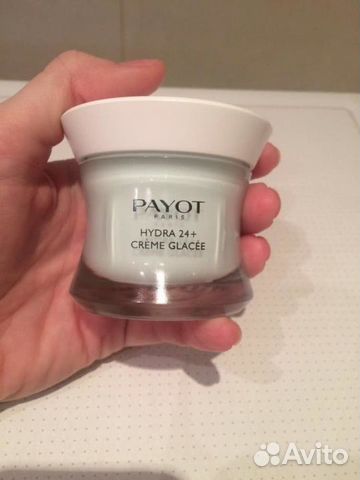 PAYOT
PARIS
HYDRA 24+
CRÈME GLACÉE
Avito